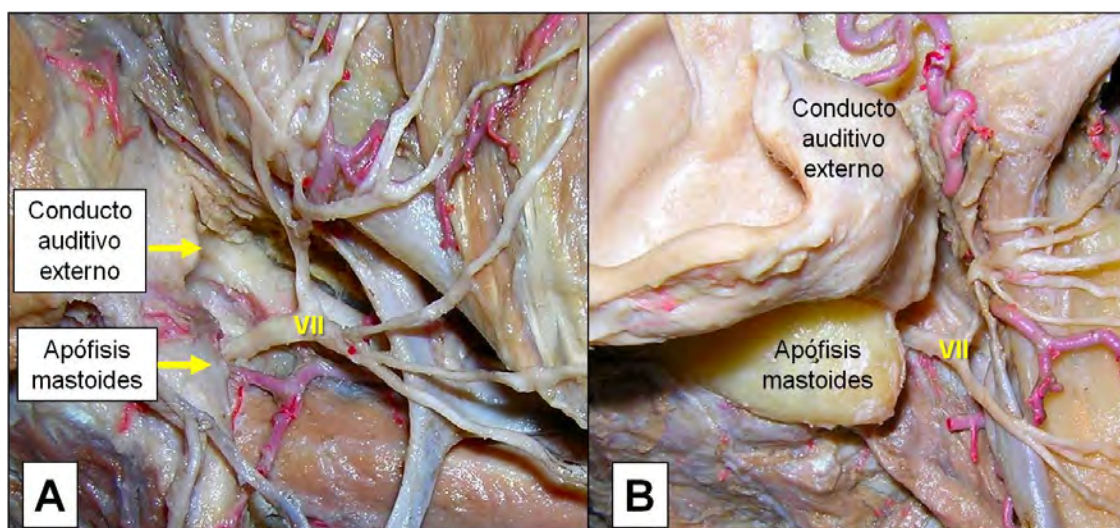 Conducto
auditivo
externo
VII
Apófisis
mastoides
A
Conducto
auditivo
externo
Apófisis
mastoides
VII
B